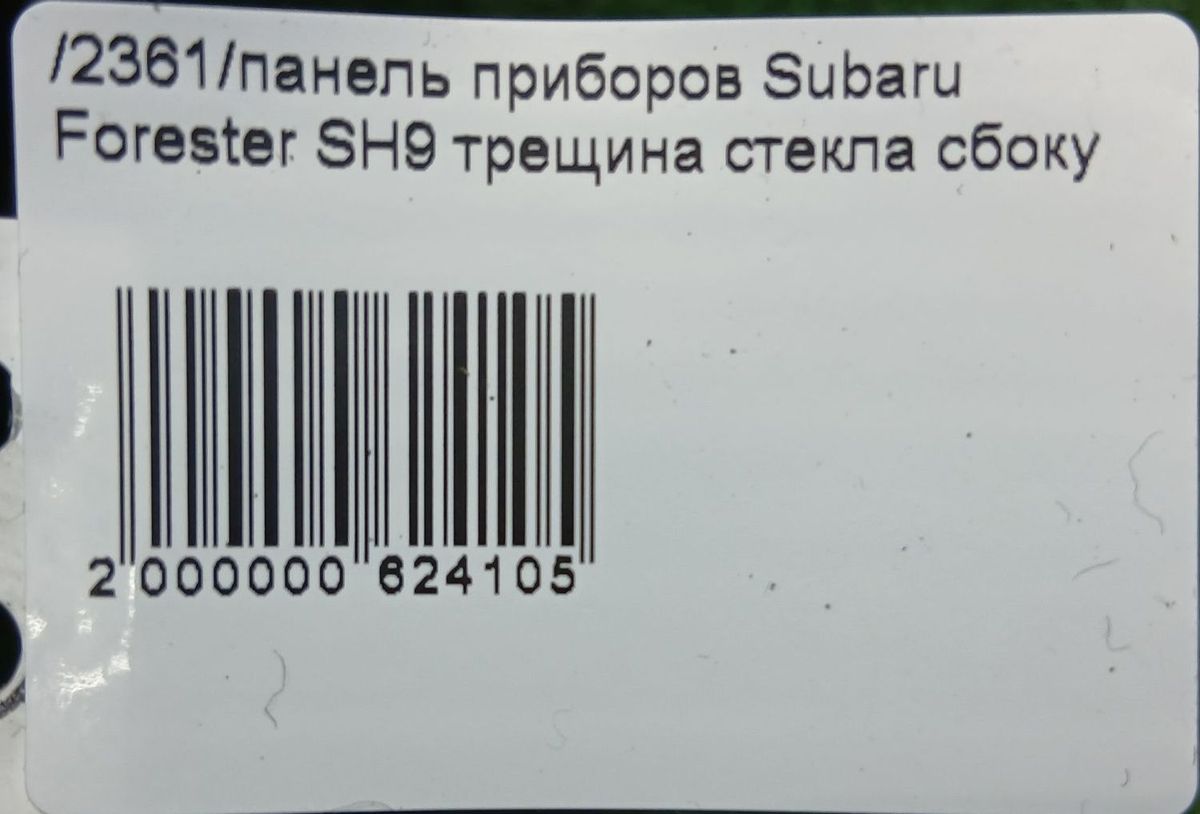 /2361/панель приборов Subaru
Forester SH9 трещина стекла сбоку
2 000000 624105